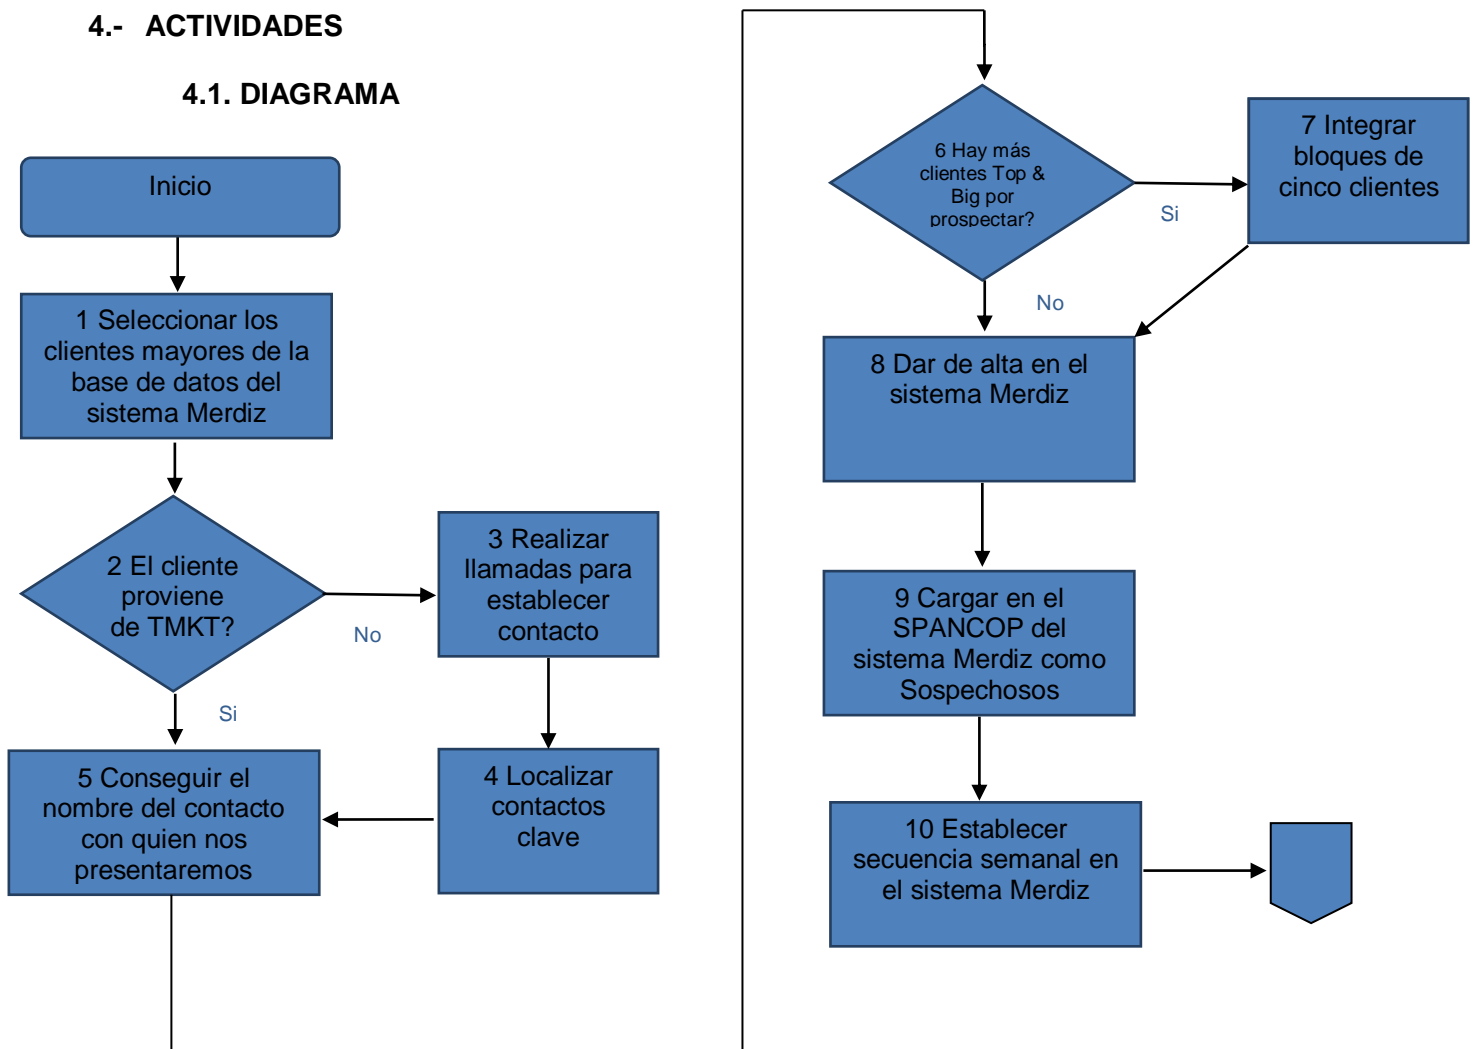 4.- ACTIVIDADES
4.1. DIAGRAMA
Inicio
1 Seleccionar los
clientes mayores de la
base de datos del
sistema Merdiz
2 El cliente
proviene
de TMKT?
No
Si
3 Realizar
llamadas para
establecer
contacto
4 Localizar
contactos
clave
5 Conseguir el
nombre del contacto
con quien nos
presentaremos
6 Hay más
clientes Top &
Big por
prospectar?
Si
No
7 Integrar
bloques de
cinco clientes
8 Dar de alta en el
sistema Merdiz
9 Cargar en el
SPANCOP del
sistema Merdiz como
Sospechosos
10 Establecer
secuencia semanal en
el sistema Merdiz